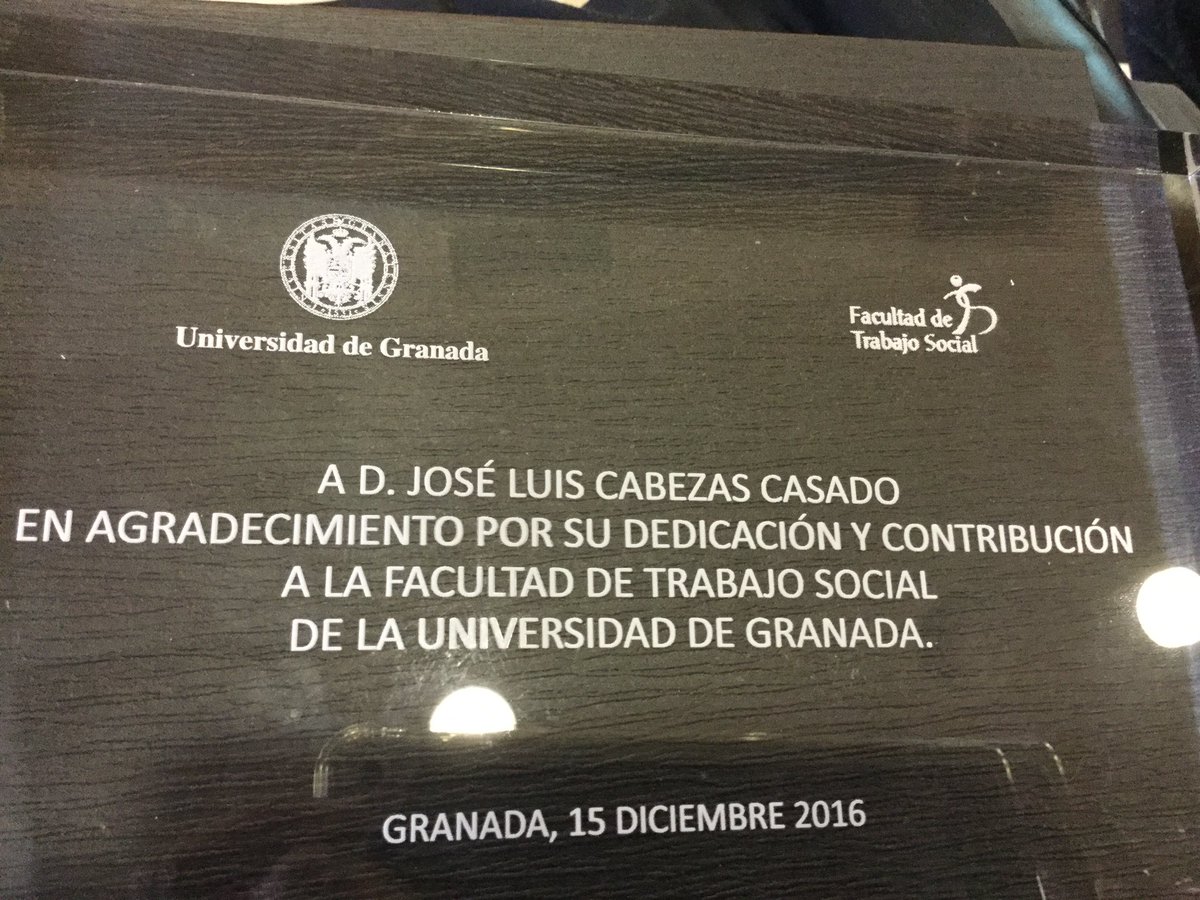 Universidad de Granada
Facultad de
Trabajo Social
A D. JOSÉ LUIS CABEZAS CASADO
EN AGRADECIMIENTO POR SU DEDICACIÓN Y CONTRIBUCIÓN
A LA FACULTAD DE TRABAJO SOCIAL
DE LA UNIVERSIDAD DE GRANADA.
GRANADA, 15 DICIEMBRE 2016